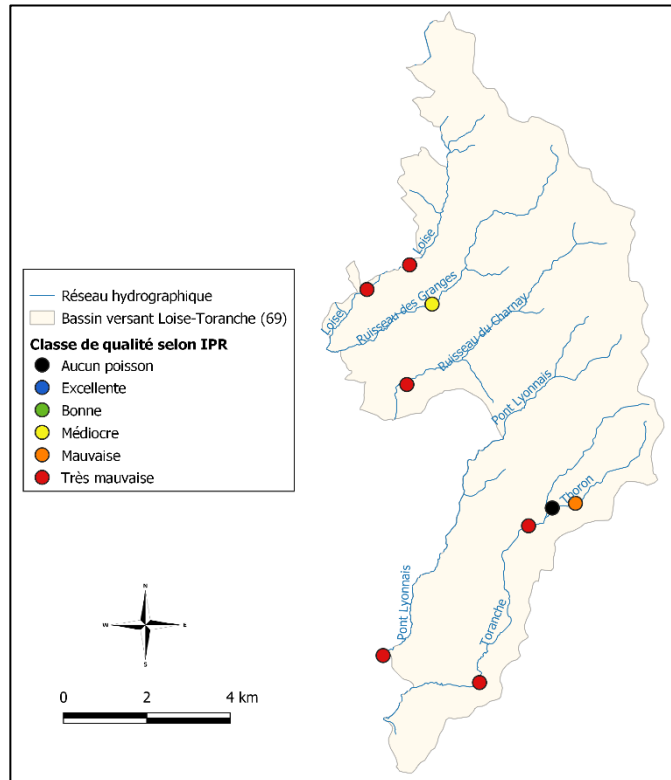 Loise
Loise
Ruisseau des Granges
Ruisseau du Charnay
Pont Lyonnais
Thoron
Pont Lyonnais
Toranche
Réseau hydrographique
Bassin versant Loise-Toranche (69)
Classe de qualité selon IPR
Aucun poisson
Excellente
Bonne
Médiocre
Mauvaise
Très mauvaise
N
W
E
S
0 2 4 km